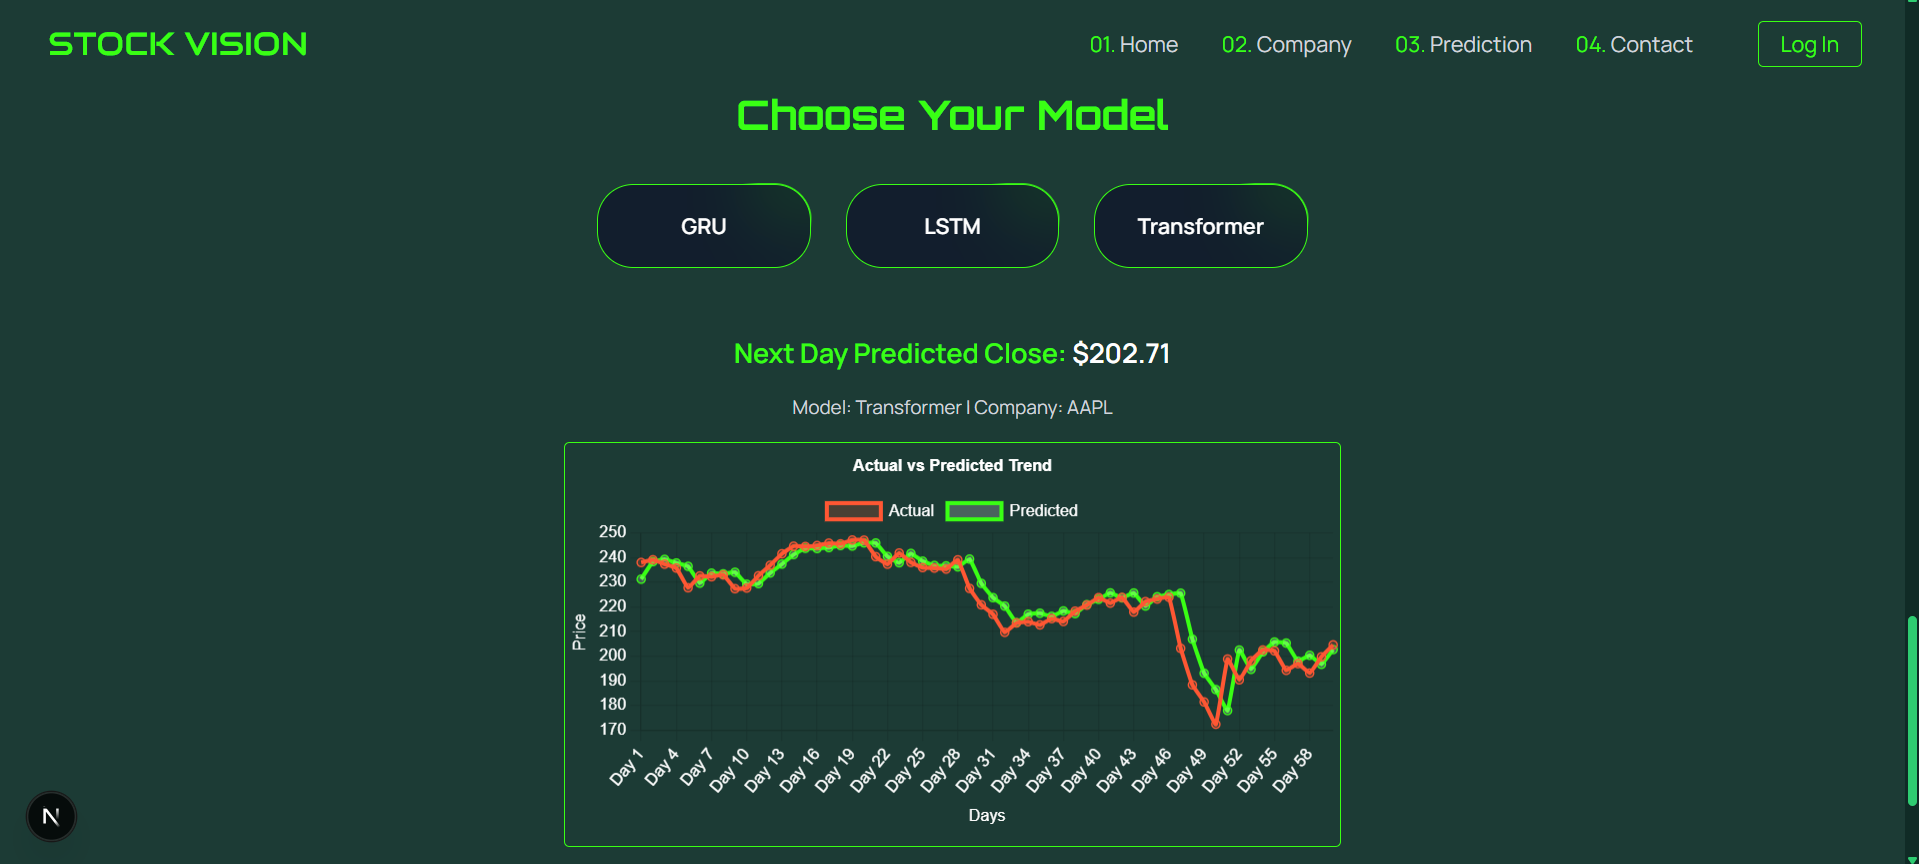 STOCK VISION
01. Home 02. Company 03. Prediction 04. Contact Log In
Choose Your Model
GRU LSTM Transformer
Next Day Predicted Close: $202.71
Model: Transformer | Company: AAPL
Actual vs Predicted Trend
Actual Predicted
250
240
230
220
210
200
190
180
170
Price
Day 1 Day 4 Day 7 Day 10 Day 13 Day 16 Day 19 Day 22 Day 25 Day 28 Day 31 Day 34 Day 37 Day 40 Day 43 Day 46 Day 49 Day 52 Day 55 Day 58
Days
N